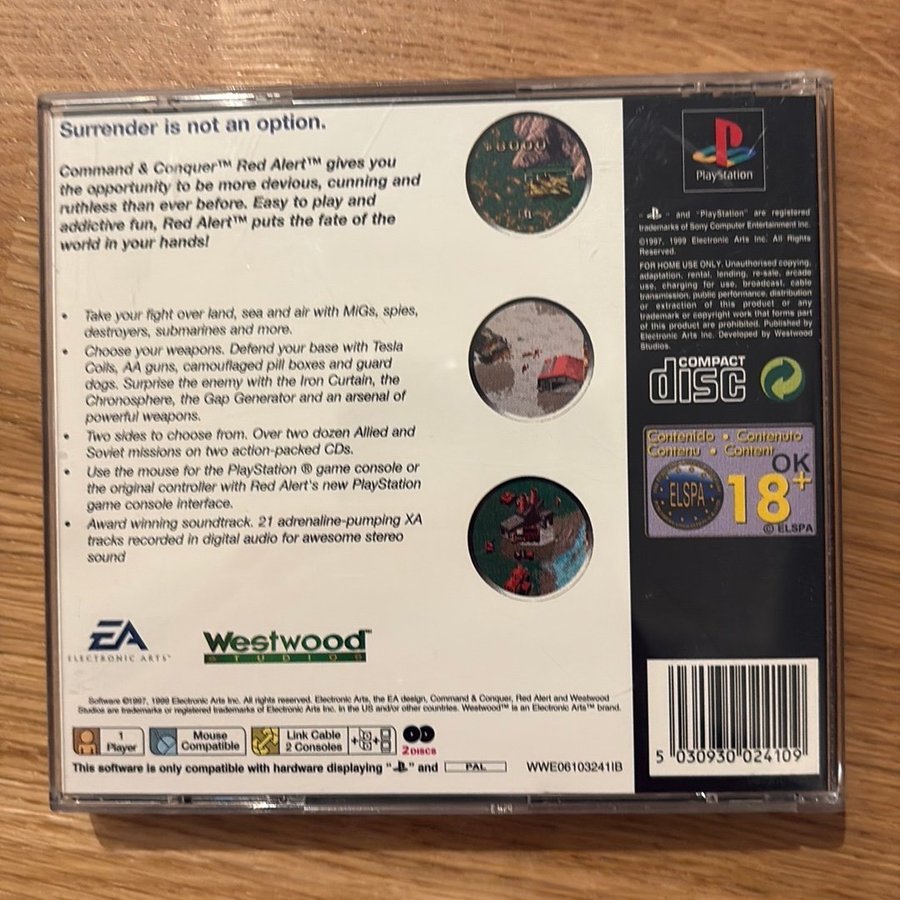 Surrender is not an option.
Command & Conquer™ Red Alert™ gives you
the opportunity to be more devious, cunning and
ruthless than ever before. Easy to play and
addictive fun, Red Alert™ puts the fate of the
world in your hands!
• Take your fight over land, sea and air with MiGs, spies,
destroyers, submarines and more.
• Choose your weapons. Defend your base with Tesla
Coils, AA guns, camouflaged pill boxes and guard
dogs. Surprise the enemy with the Iron Curtain, the
Chronosphere, the Gap Generator and an arsenal of
powerful weapons.
• Two sides to choose from. Over two dozen Allied and
Soviet missions on two action-packed CDs.
• Use the mouse for the PlayStation ® game console or
the original controller with Red Alert's new PlayStation
game console interface.
• Award winning soundtrack. 21 adrenaline-pumping XA
tracks recorded in digital audio for awesome stereo
sound
EA
ELECTRONIC ARTS™
Westwood™
STUDIOS
Software ©1997, 1999 Electronic Arts Inc. All rights reserved. Electronic Arts, the EA design, Command & Conquer, Red Alert and Westwood
Studios are trademarks or registered trademarks of Electronic Arts Inc. in the US and/or other countries. Westwood™ is an Electronic Arts™ brand.
1
Player
Mouse
Compatible
Link Cable
2 Consoles
2 DISCS
This software is only compatible with hardware displaying " " and PAL
WWE06103241IB
PlayStation
" " and "PlayStation" are registered
trademarks of Sony Computer Entertainment Inc.
©1997, 1999 Electronic Arts Inc. All Rights
Reserved.
FOR HOME USE ONLY. Unauthorised copying,
adaptation, rental, lending, re-sale, arcade
use, charging for use, broadcast, cable
transmission, public performance, distribution
or extraction of this product or any
trademark or copyright work that forms part
of this product are prohibited. Published by
Electronic Arts Inc. Developed by Westwood
Studios.
COMPACT
disc
Contenido • Contenuto
Contenu • Content
OK
ELSPA
18+
© ELSPA
5 030930 024109